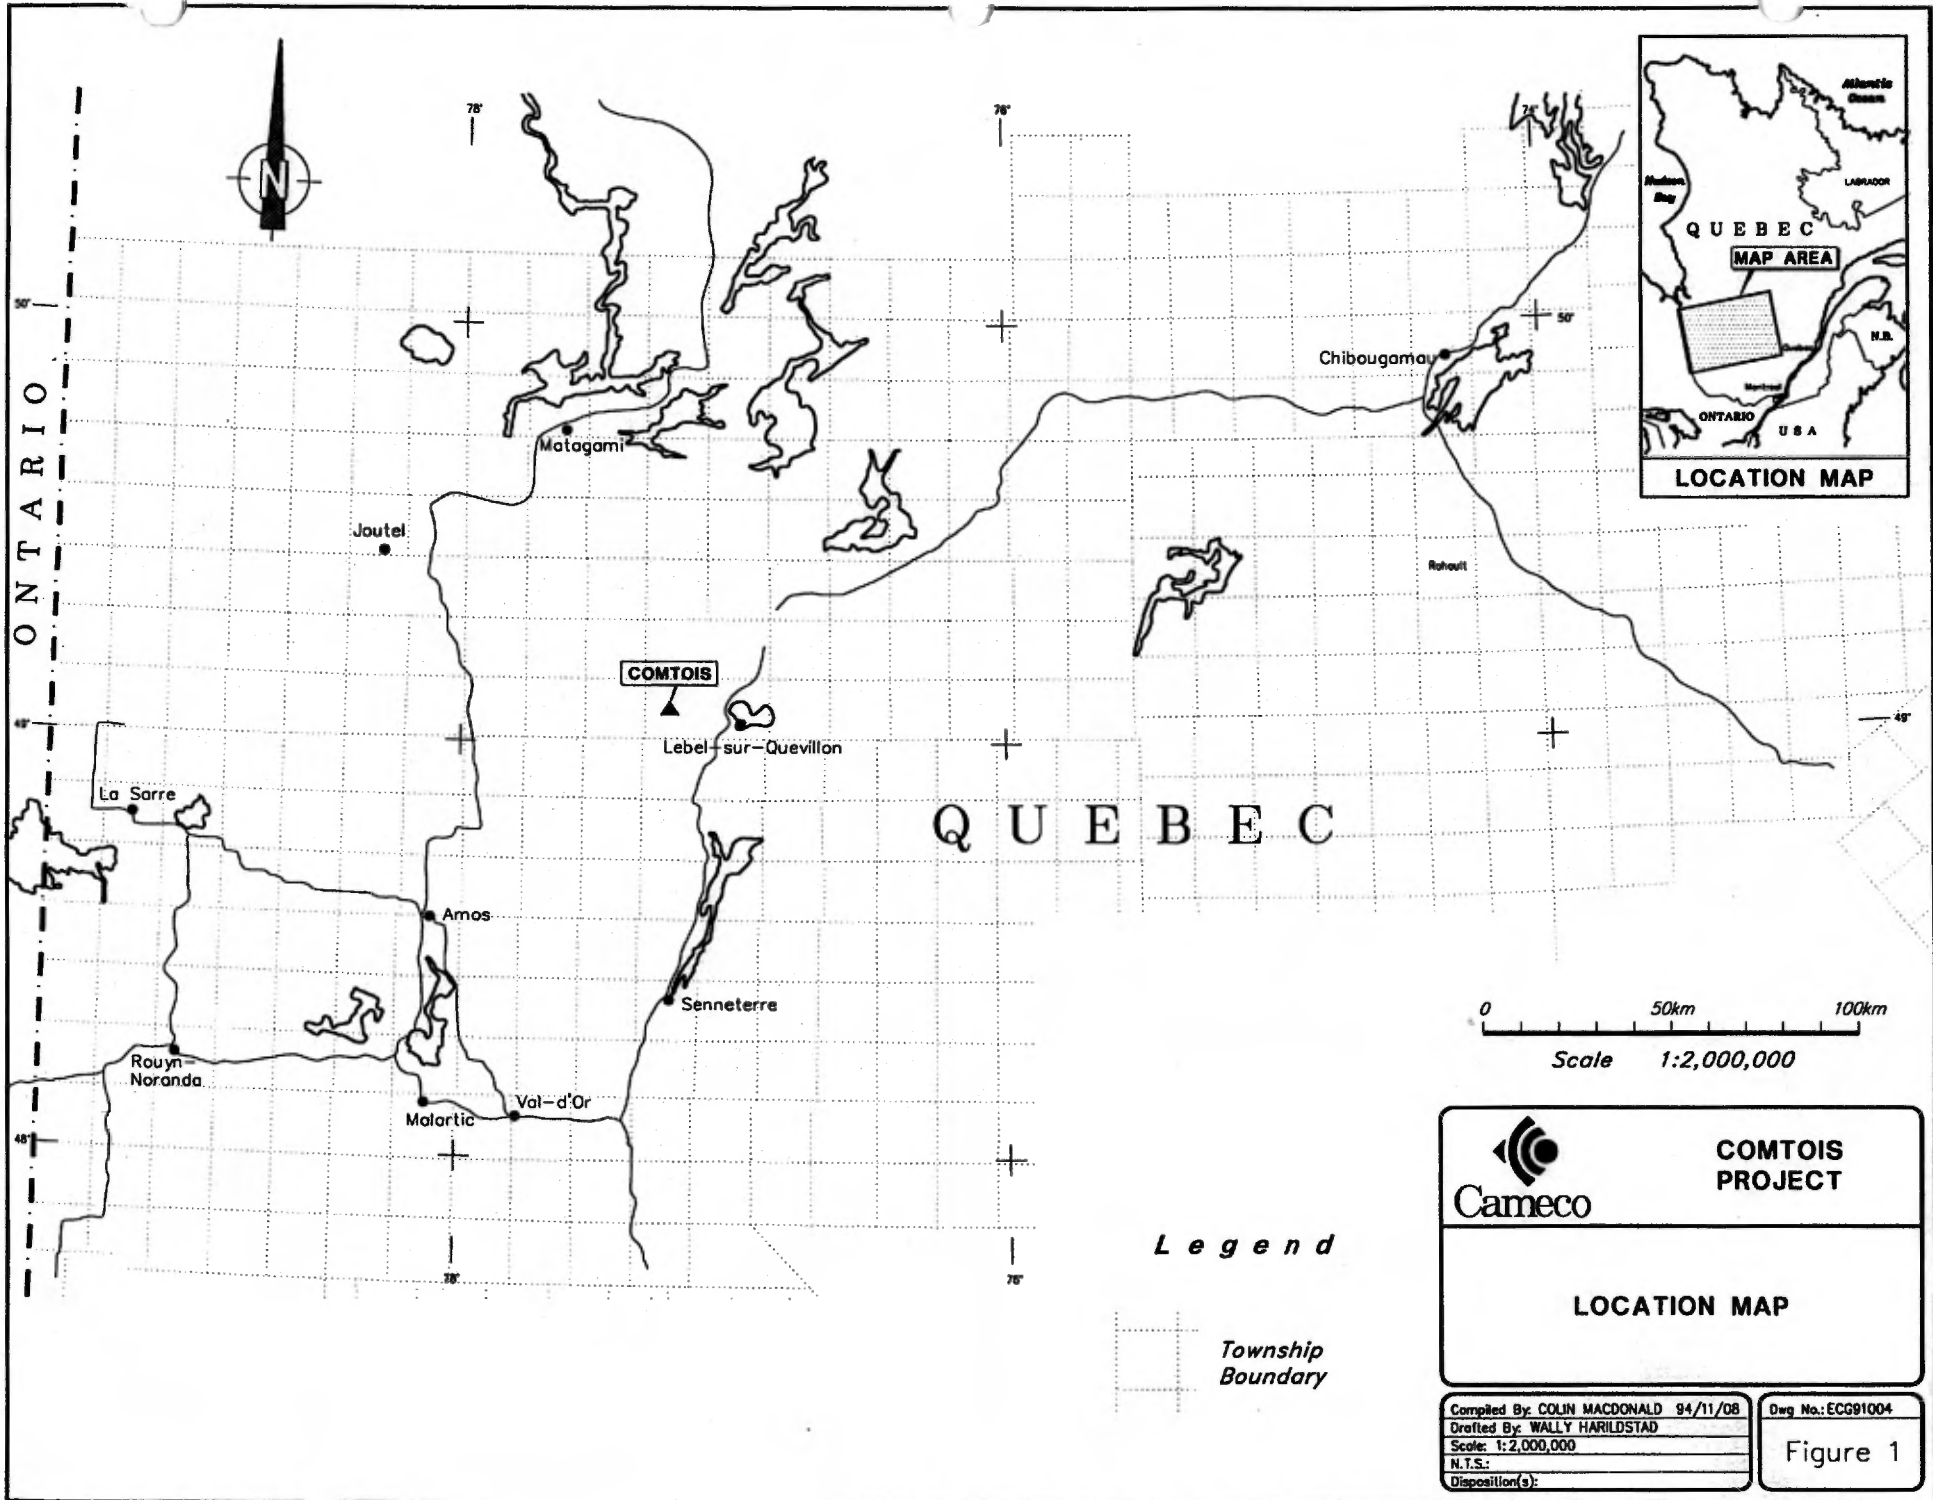 N
78°
76°
74°
Atlantic
Ocean
Hudson
Bay
LABRADOR
QUEBEC
MAP AREA
N.B.
Montreal
ONTARIO
USA
LOCATION MAP
50°
50°
ONTARIO
Chibougamau
Matagami
Joutel
Rohault
COMTOIS
49°
49°
Lebel-sur-Quevillon
La Sarre
QUEBEC
Amos
Senneterre
0 50km 100km
Scale 1:2,000,000
Rouyn-
Noranda
Val-d'Or
Malartic
48°
78°
76°
Legend
Township
Boundary
Cameco
COMTOIS
PROJECT
LOCATION MAP
Compiled By: COLIN MACDONALD 94/11/08
Drafted By: WALLY HARILDSTAD
Scale: 1:2,000,000
N.T.S.:
Disposition(s):
Dwg No.: ECG91004
Figure 1